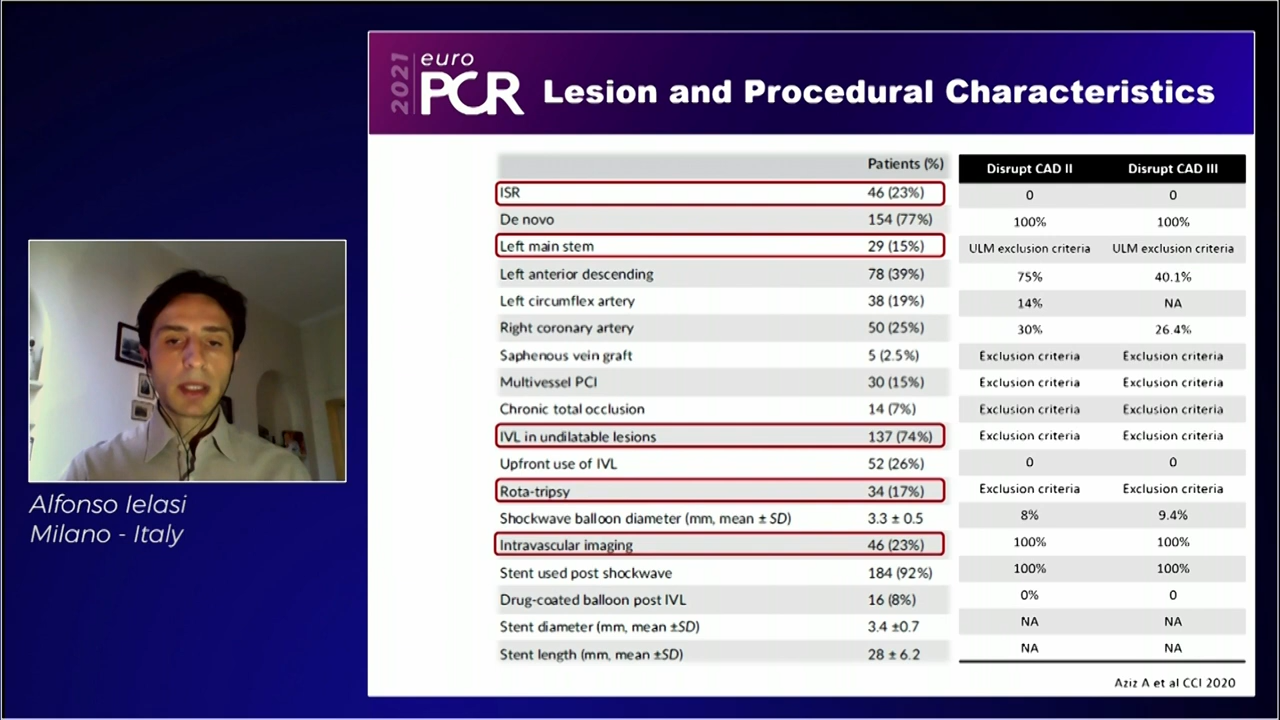 2021 euro PCR
Lesion and Procedural Characteristics
Patients (%) Disrupt CAD II Disrupt CAD III
ISR 46 (23%) 0 0
De novo 154 (77%) 100% 100%
Left main stem 29 (15%) ULM exclusion criteria ULM exclusion criteria
Left anterior descending 78 (39%) 75% 40.1%
Left circumflex artery 38 (19%) 14% NA
Right coronary artery 50 (25%) 30% 26.4%
Saphenous vein graft 5 (2.5%) Exclusion criteria Exclusion criteria
Multivessel PCI 30 (15%) Exclusion criteria Exclusion criteria
Chronic total occlusion 14 (7%) Exclusion criteria Exclusion criteria
IVL in undilatable lesions 137 (74%) Exclusion criteria Exclusion criteria
Upfront use of IVL 52 (26%) 0 0
Rota-tripsy 34 (17%) Exclusion criteria Exclusion criteria
Shockwave balloon diameter (mm, mean ± SD) 3.3 ± 0.5 8% 9.4%
Intravascular imaging 46 (23%) 100% 100%
Stent used post shockwave 184 (92%) 100% 100%
Drug-coated balloon post IVL 16 (8%) 0% 0
Stent diameter (mm, mean ±SD) 3.4 ±0.7 NA NA
Stent length (mm, mean ±SD) 28 ± 6.2 NA NA
Aziz A et al CCI 2020
Alfonso Ielasi
Milano - Italy